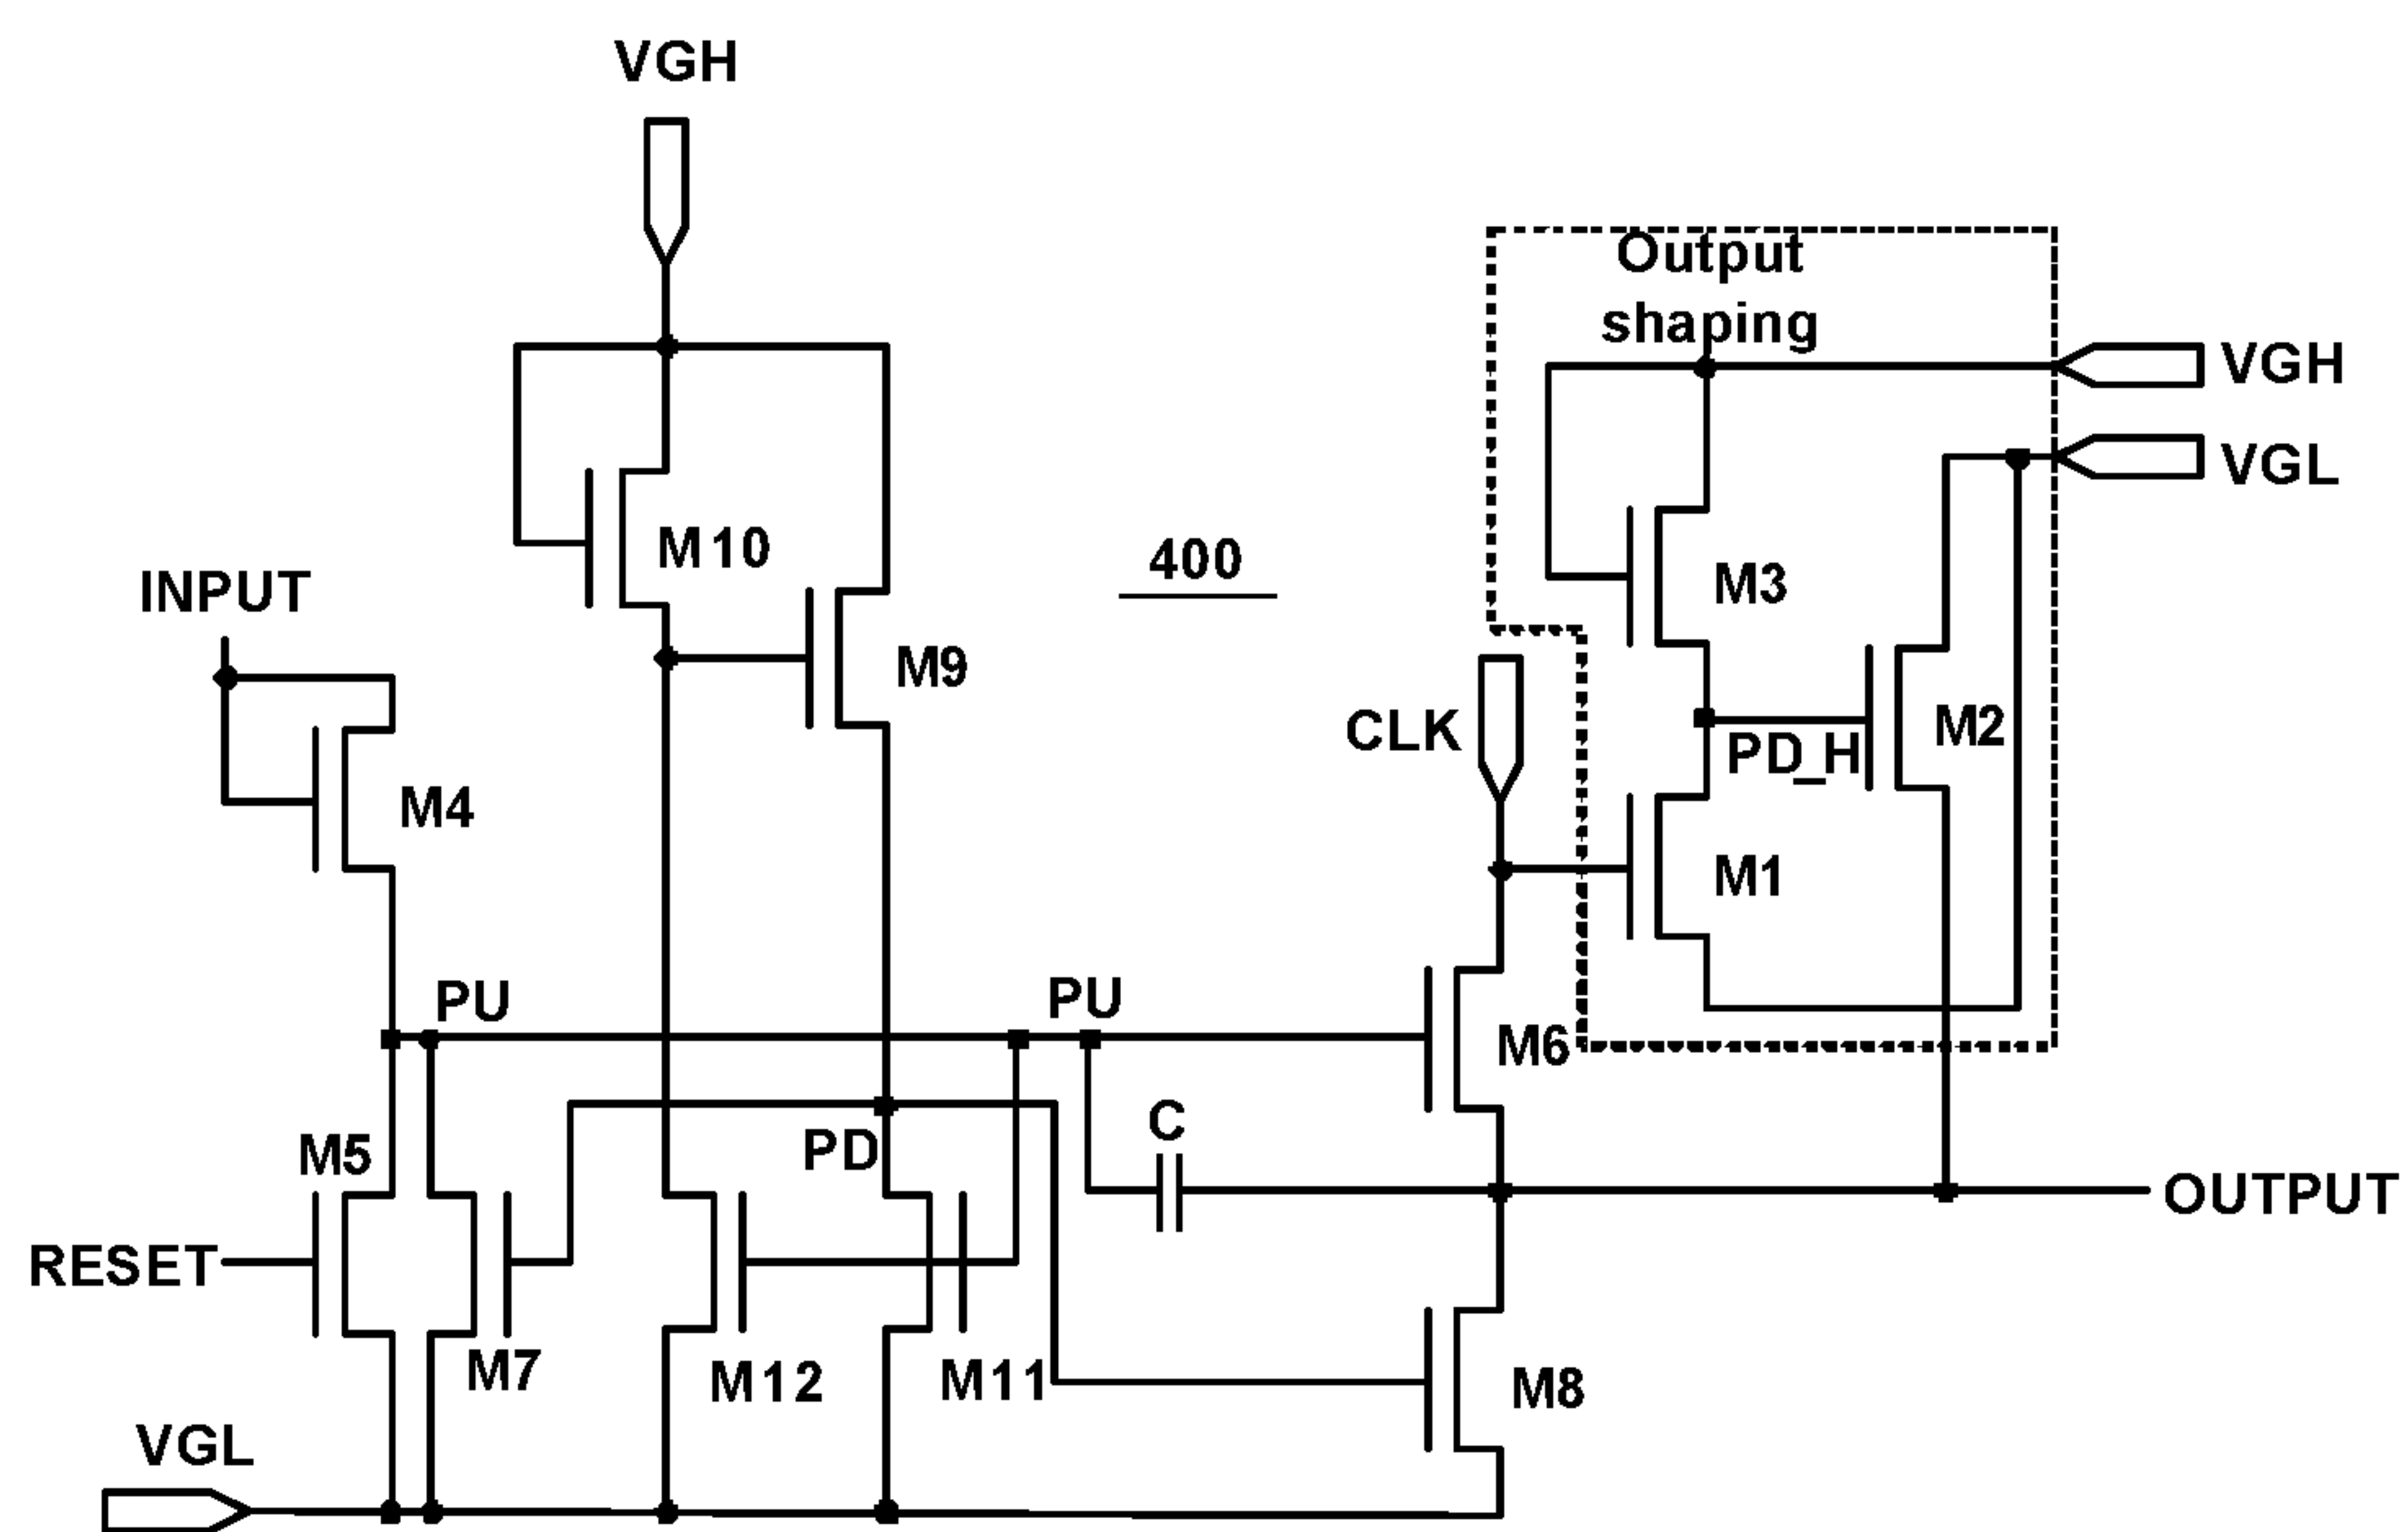 VGH
Output
shaping
VGH
VGL
M10
400
M3
INPUT
M9
CLK
M2
PD_H
M4
M1
PU
PU
M6
C
M5
PD
OUTPUT
RESET
M7
M12
M11
M8
VGL